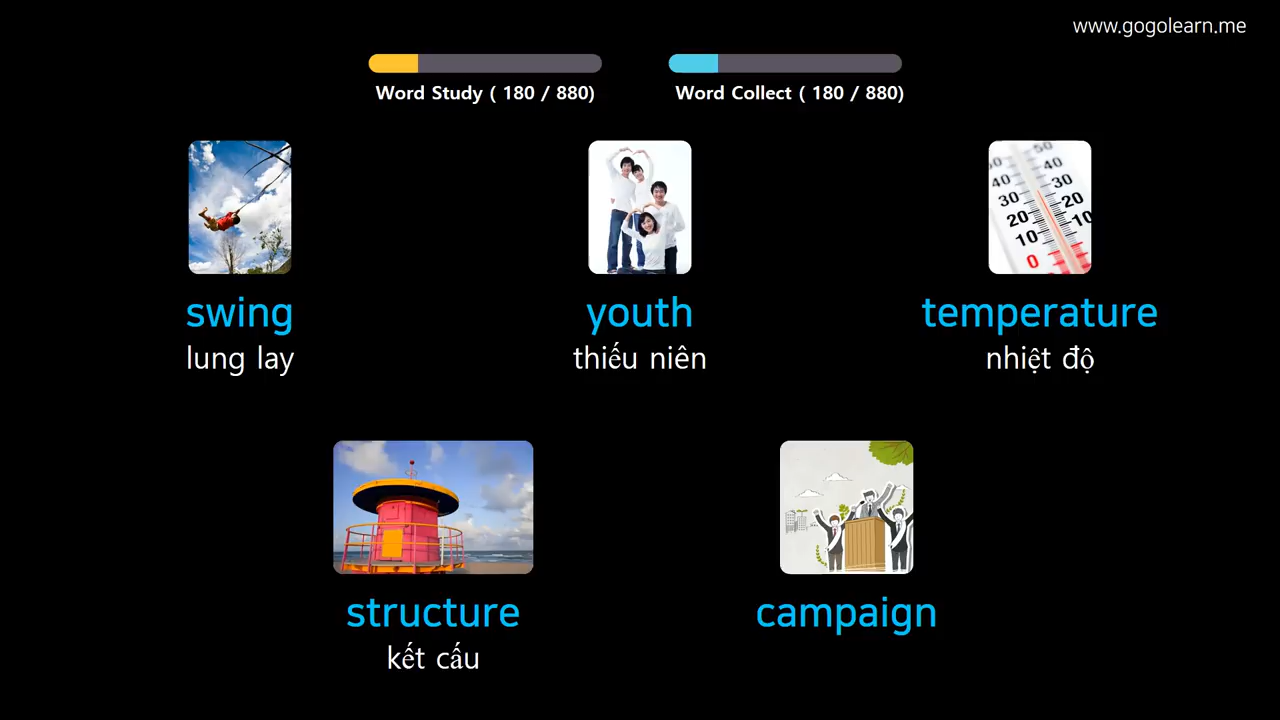 www.gogolearn.me
Word Study ( 180 / 880)
Word Collect ( 180 / 880)
swing
lung lay
youth
thiếu niên
temperature
nhiệt độ
structure
kết cấu
campaign